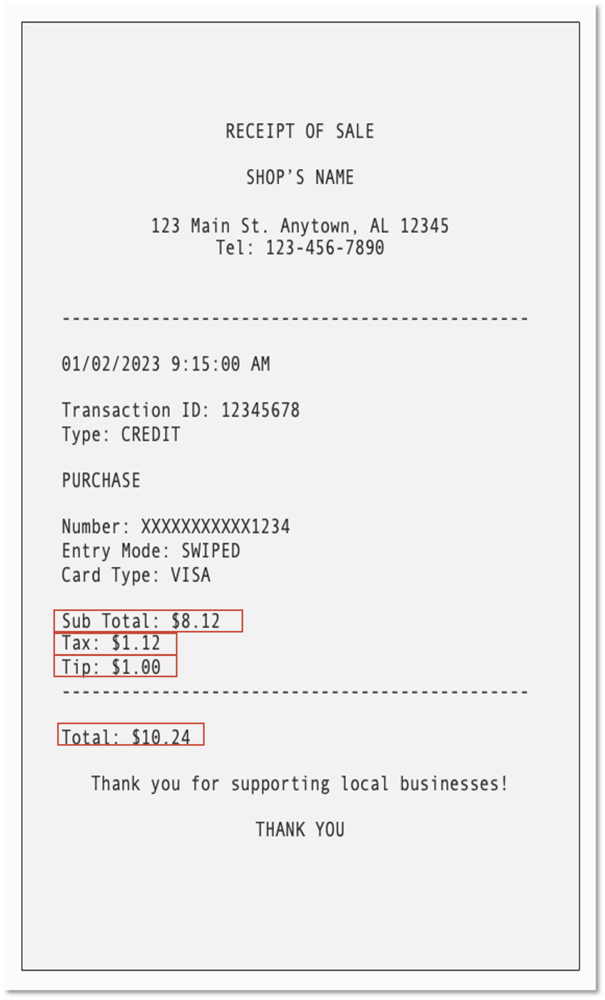 RECEIPT OF SALE
SHOP’S NAME
123 Main St. Anytown, AL 12345
Tel: 123-456-7890
-----------------------------------------------
01/02/2023 9:15:00 AM
Transaction ID: 12345678
Type: CREDIT
PURCHASE
Number: XXXXXXXXXXX1234
Entry Mode: SWIPED
Card Type: VISA
Sub Total: $8.12
Tax: $1.12
Tip: $1.00
-----------------------------------------------
Total: $10.24
Thank you for supporting local businesses!
THANK YOU